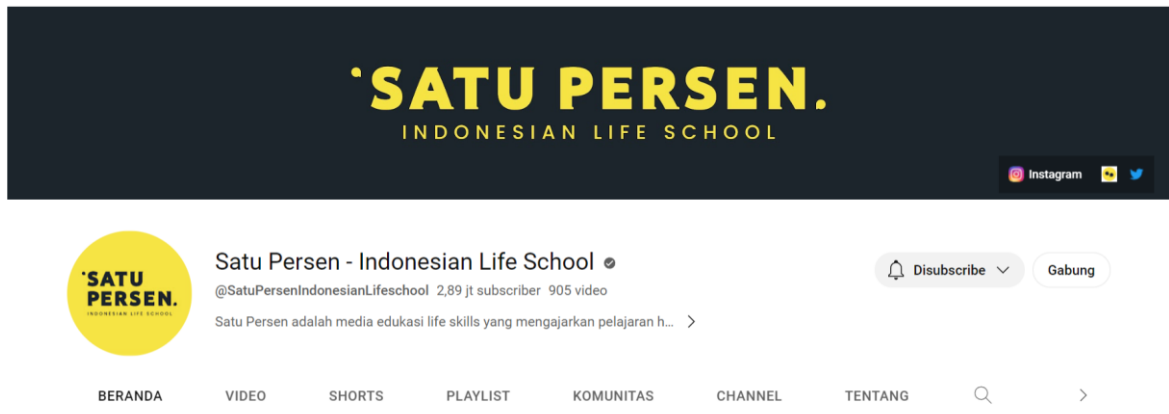 'SATU PERSEN.
INDONESIAN LIFE SCHOOL
Instagram
'SATU
PERSEN.
INDONESIAN LIFE SCHOOL
Satu Persen - Indonesian Life School
@SatuPersenIndonesianLifeschool 2,89 jt subscriber 905 video
Satu Persen adalah media edukasi life skills yang mengajarkan pelajaran h...
Disubscribe
Gabung
BERANDA VIDEO SHORTS PLAYLIST KOMUNITAS CHANNEL TENTANG